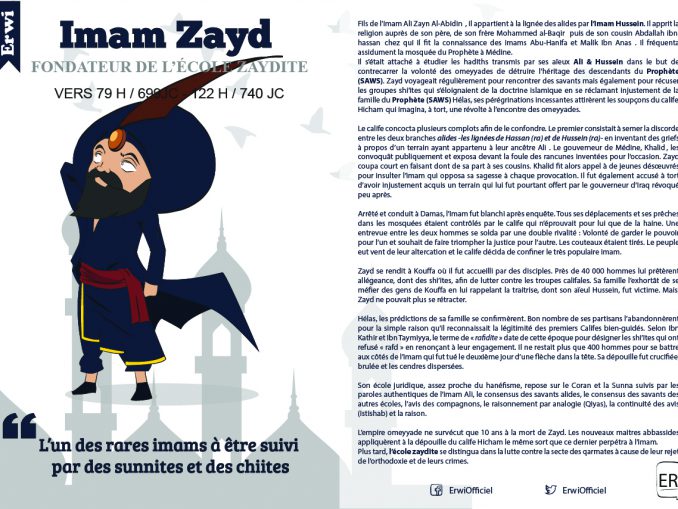 Erwi
Imam Zayd
FONDATEUR DE L'ÉCOLE ZAYDITE
VERS 79 H / 699JC - 122 H / 740 JC
L'un des rares imams à être suivi
par des sunnites et des chiites
Fils de l'Imam Ali Zayn Al-Abidin , il appartient à la lignée des alides par l'imam Hussein. Il apprit la
religion auprès de son père, de son frère Mohammed al-Baqir puis de son cousin Abdallah ibn
hassan chez qui il fit la connaissance des imams Abu-Hanifa et Malik ibn Anas . Il fréquenta
assidument la mosquée du Prophète à Médine.
Il s'était attaché à étudier les hadiths transmis par ses aïeux Ali & Hussein dans le but de
contrecarrer la volonté des omeyyades de détruire l'héritage des descendants du Prophète
(SAWS). Zayd voyageait régulièrement pour rencontrer des savants mais également pour récuser
les groupes shi'ites qui s'éloignaient de la doctrine islamique en se réclamant injustement de la
famille du Prophète (SAWS) Hélas, ses pérégrinations incessantes attirèrent les soupçons du calife
Hicham qui imagina, à tort, une révolte à l'encontre des omeyyades.
Le calife concocta plusieurs complots afin de le confondre. Le premier consistait à semer la discorde
entre les deux branches alides -les lignées de Hassan (ra) et de Hussein (ra)- en inventant des griefs
à propos d'un terrain ayant appartenu à leur ancêtre Ali . Le gouverneur de Médine, Khalid , les
convoquât publiquement et exposa devant la foule des rancunes inventées pour l'occasion. Zayd
coupa court en faisant dont de sa part à ses cousins. Khalid fit alors appel à de jeunes désœuvrés
pour insulter l'imam qui opposa sa sagesse à chaque provocation. Il fut également accusé à tort
d'avoir injustement acquis un terrain qui lui fut pourtant offert par le gouverneur d'Iraq révoqué
peu après.
Arrêté et conduit à Damas, l'imam fut blanchi après enquête. Tous ses déplacements et ses prêches
dans les mosquées étaient contrôlés par le calife qui n'éprouvait pour lui que de la haine. Une
entrevue entre les deux hommes se solda par une double rivalité : Volonté de garder le pouvoir
pour l'un et souhait de faire triompher la justice pour l'autre. Les couteaux étaient tirés. Le peuple
eut vent de leur altercation et le calife décida de confiner le très populaire imam.
Zayd se rendit à Kouffa où il fut accueilli par des disciples. Près de 40 000 hommes lui prêtèrent
allégeance, dont des shi'ites, afin de lutter contre les troupes califales. Sa famille l'exhortât de se
méfier des gens de Kouffa en lui rappelant la traitrise, dont son aïeul Hussein, fut victime. Mais,
Zayd ne pouvait plus se rétracter.
Hélas, les prédictions de sa famille se confirmèrent. Bon nombre de ses partisans l'abandonnèrent
pour la simple raison qu'il reconnaissait la légitimité des premiers Califes bien-guidés. Selon ibn
Kathir et Ibn Taymiyya, le terme de « rafidite » date de cette époque pour désigner les shi'ites qui ont
refusé « rafd » en renonçant à leur engagement. Il ne restait plus que 400 hommes pour se battre
aux côtés de l'Imam qui fut tué le deuxième jour d'une flèche dans la tête. Sa dépouille fut crucifiée,
brulée et les cendres dispersées.
Son école juridique, assez proche du hanéfisme, repose sur le Coran et la Sunna suivis par les
paroles authentiques de l'Imam Ali, le consensus des savants alides, le consensus des savants des
autres écoles, l'avis des compagnons, le raisonnement par analogie (Qiyas), la continuité des avis
(Istishab) et la raison.
L'empire omeyyade ne survécut que 10 ans à la mort de Zayd. Les nouveaux maitres abbassides
appliquèrent à la dépouille du calife Hicham le même sort que ce dernier perpétra à l'Imam.
Plus tard, l'école zaydite se distingua dans la lutte contre la secte des qarmates à cause de leur rejet
de l'orthodoxie et de leurs crimes.
ErwiOfficiel
ErwiOfficiel
ER